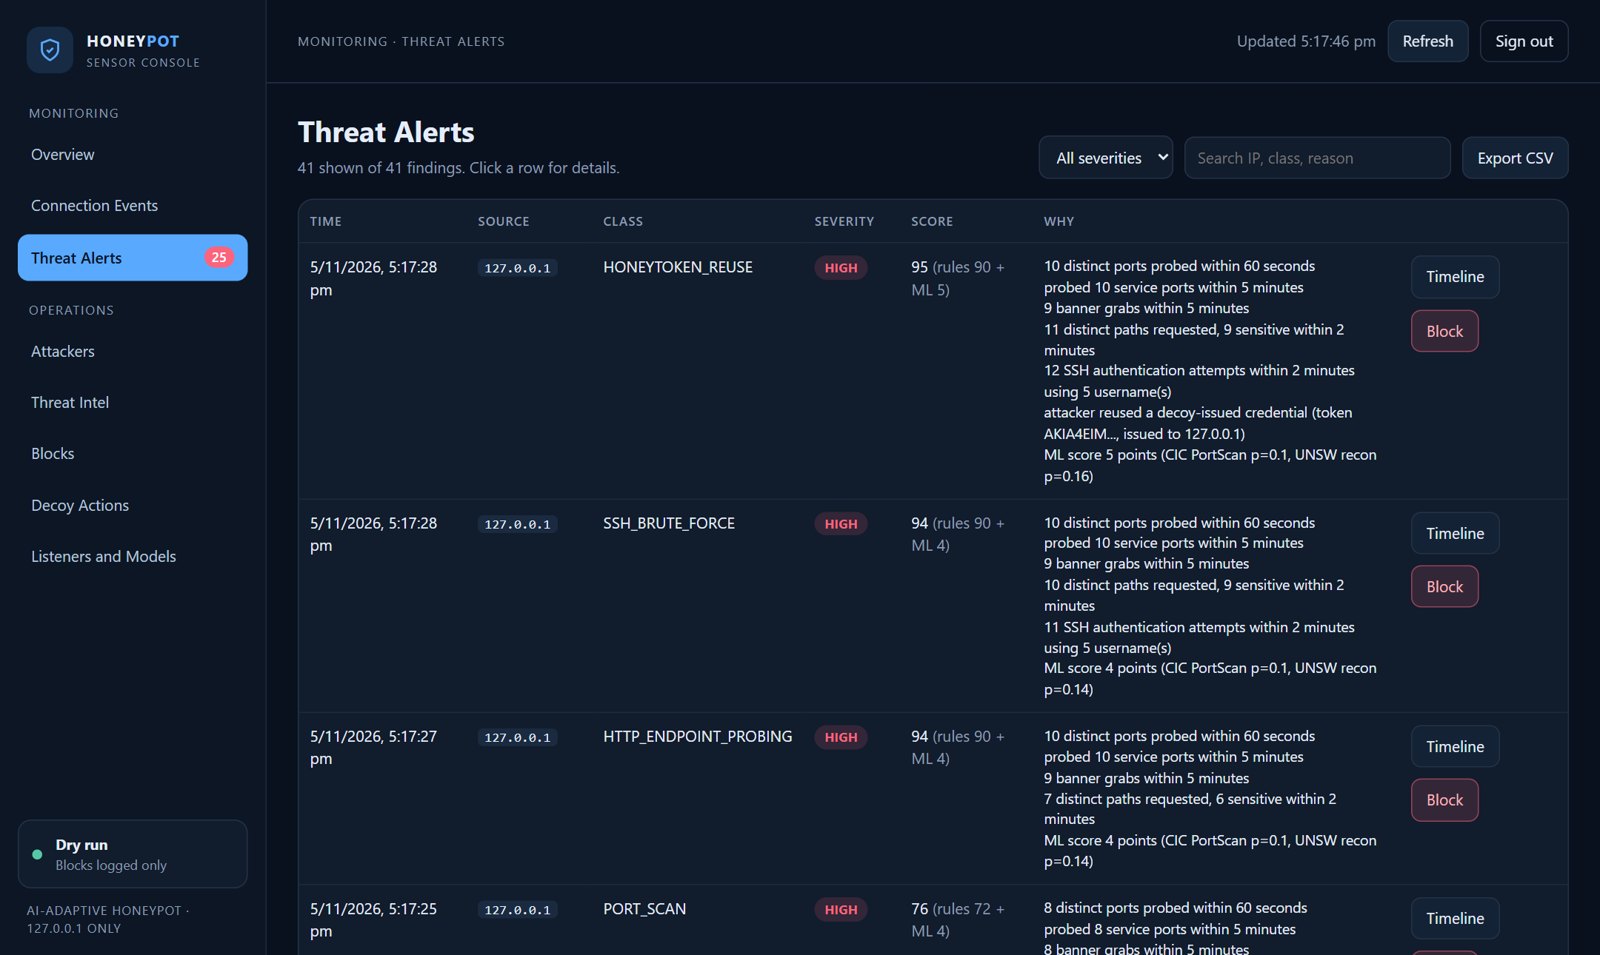 HONEYPOT
SENSOR CONSOLE
MONITORING
Overview
Connection Events
Threat Alerts 25
OPERATIONS
Attackers
Threat Intel
Blocks
Decoy Actions
Listeners and Models
Dry run
Blocks logged only
AI-ADAPTIVE HONEYPOT ·
127.0.0.1 ONLY
MONITORING · THREAT ALERTS
Updated 5:17:46 pm Refresh Sign out
Threat Alerts
41 shown of 41 findings. Click a row for details.
All severities Search IP, class, reason Export CSV
TIME SOURCE CLASS SEVERITY SCORE WHY
5/11/2026, 5:17:28
pm
127.0.0.1
HONEYTOKEN_REUSE
HIGH
95 (rules 90 +
ML 5)
10 distinct ports probed within 60 seconds
probed 10 service ports within 5 minutes
9 banner grabs within 5 minutes
11 distinct paths requested, 9 sensitive within 2
minutes
12 SSH authentication attempts within 2 minutes
using 5 username(s)
attacker reused a decoy-issued credential (token
AKIA4EIM..., issued to 127.0.0.1)
ML score 5 points (CIC PortScan p=0.1, UNSW recon
p=0.16)
Timeline
Block
5/11/2026, 5:17:28
pm
127.0.0.1
SSH_BRUTE_FORCE
HIGH
94 (rules 90 +
ML 4)
10 distinct ports probed within 60 seconds
probed 10 service ports within 5 minutes
9 banner grabs within 5 minutes
10 distinct paths requested, 9 sensitive within 2
minutes
11 SSH authentication attempts within 2 minutes
using 5 username(s)
ML score 4 points (CIC PortScan p=0.1, UNSW recon
p=0.14)
Timeline
Block
5/11/2026, 5:17:27
pm
127.0.0.1
HTTP_ENDPOINT_PROBING
HIGH
94 (rules 90 +
ML 4)
10 distinct ports probed within 60 seconds
probed 10 service ports within 5 minutes
9 banner grabs within 5 minutes
7 distinct paths requested, 6 sensitive within 2
minutes
ML score 4 points (CIC PortScan p=0.1, UNSW recon
p=0.14)
Timeline
Block
5/11/2026, 5:17:25
pm
127.0.0.1
PORT_SCAN
HIGH
76 (rules 72 +
ML 4)
8 distinct ports probed within 60 seconds
probed 8 service ports within 5 minutes
8 banner grabs within 5 minutes
Timeline